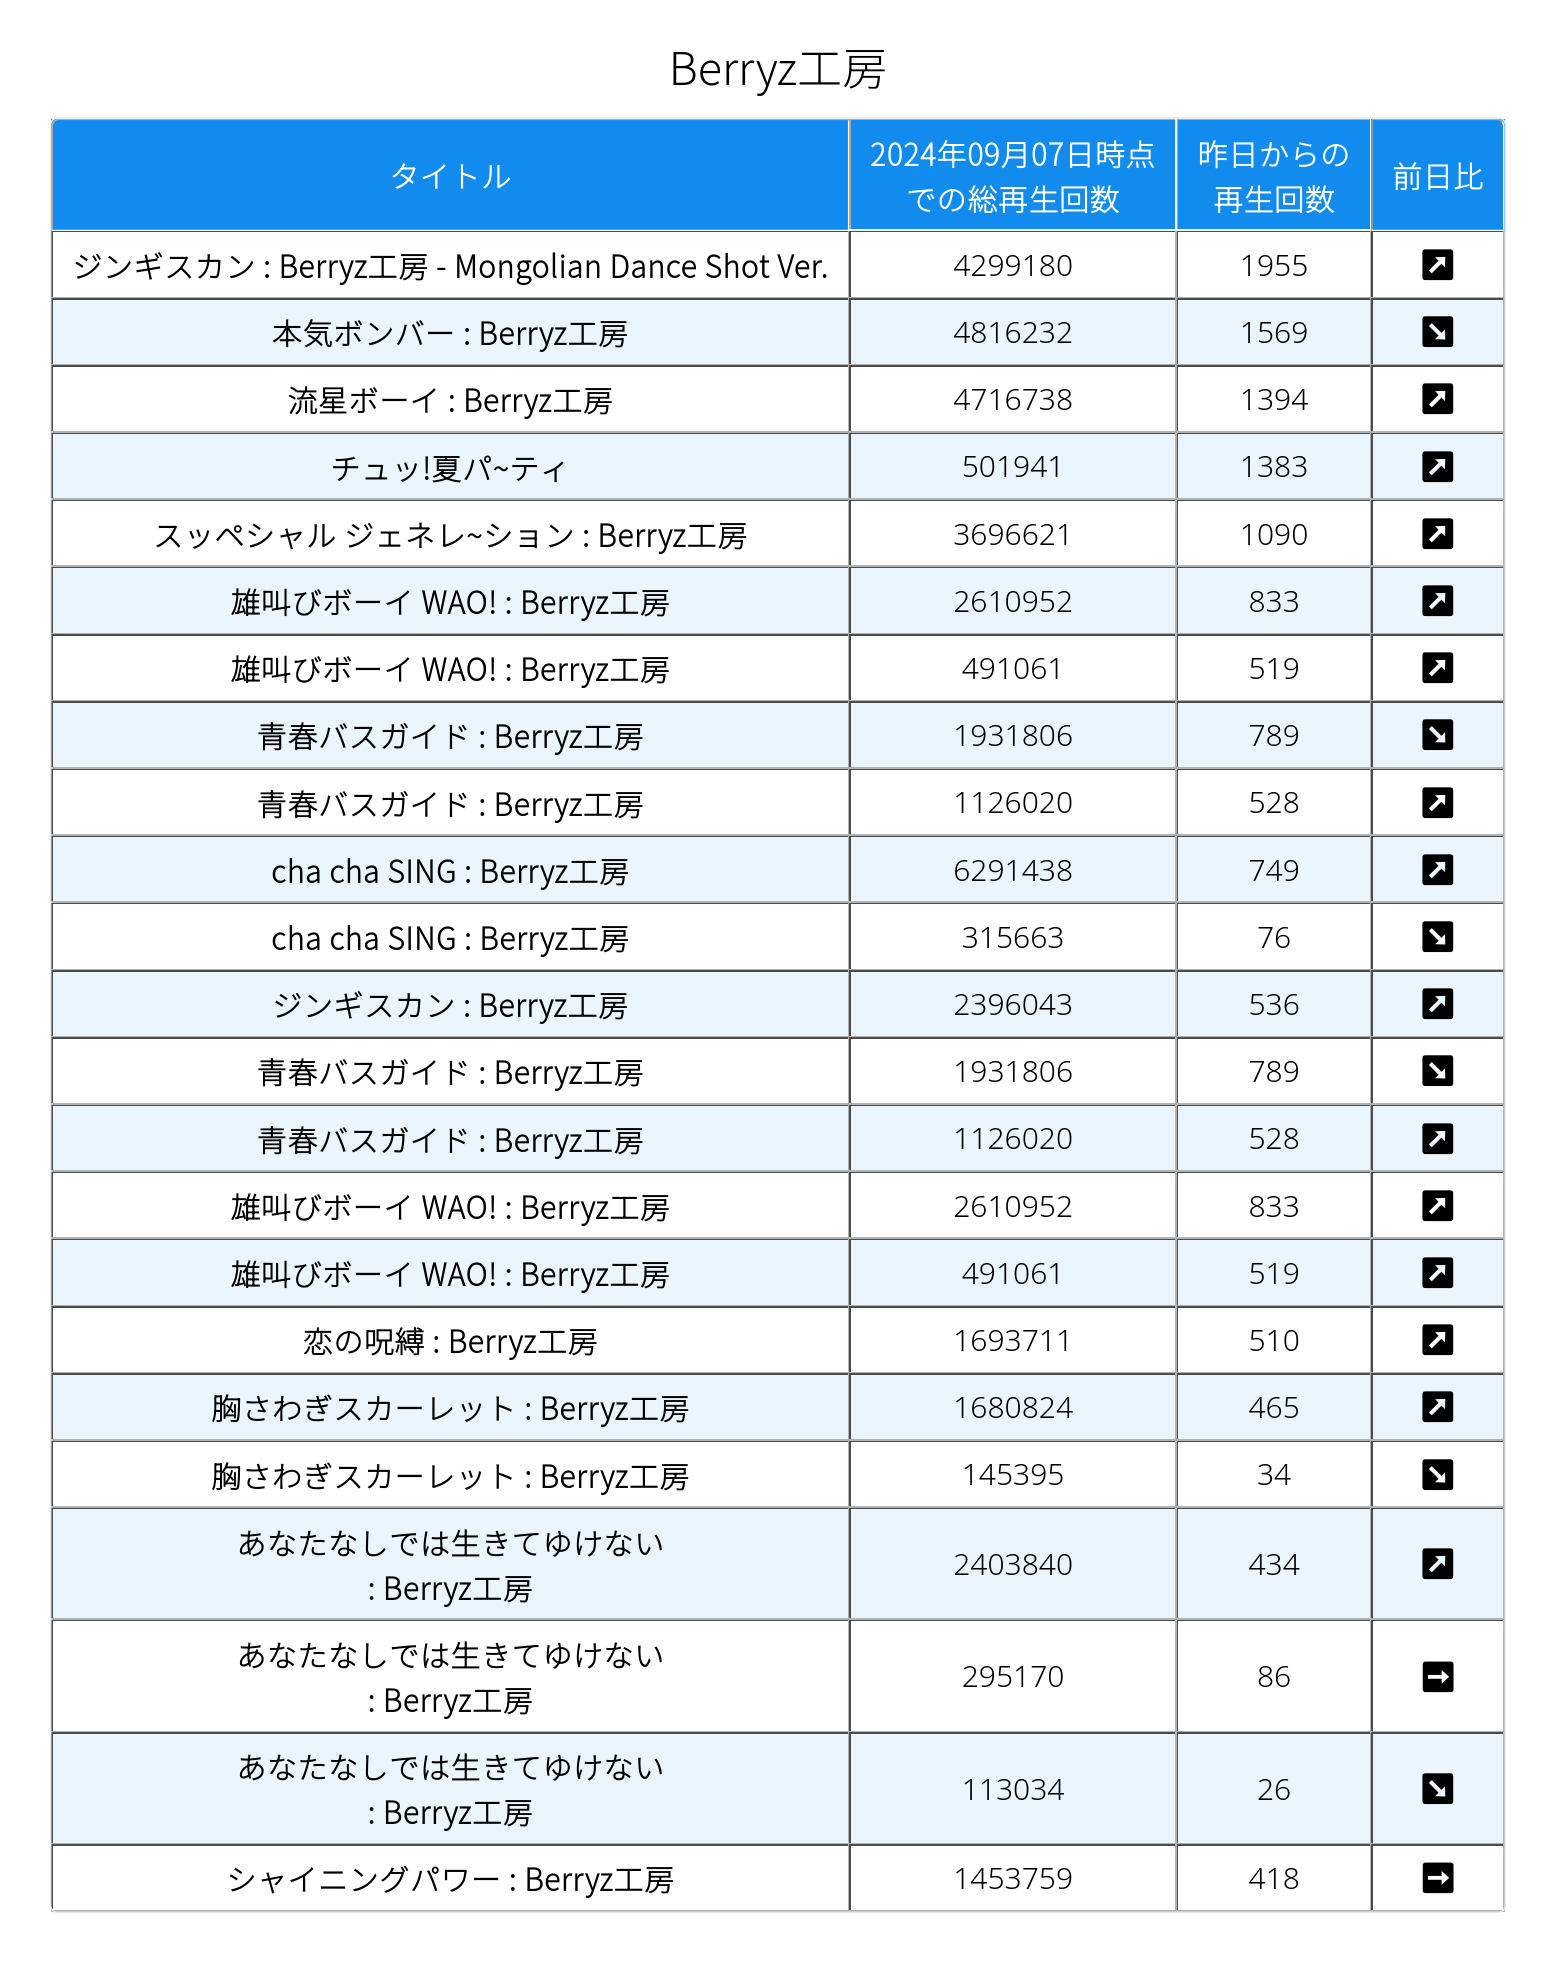 Berryz工房
タイトル 2024年09月07日時点 昨日からの 前日比
での総再生回数 再生回数
ジンギスカン : Berryz工房 - Mongolian Dance Shot Ver. 4299180 1955
本気ボンバー : Berryz工房 4816232 1569
流星ボーイ : Berryz工房 4716738 1394
チュッ!夏パ~ティ 501941 1383
スッペシャル ジェネレ~ション : Berryz工房 3696621 1090
雄叫びボーイ WAO! : Berryz工房 2610952 833
雄叫びボーイ WAO! : Berryz工房 491061 519
青春バスガイド : Berryz工房 1931806 789
青春バスガイド : Berryz工房 1126020 528
cha cha SING : Berryz工房 6291438 749
cha cha SING : Berryz工房 315663 76
ジンギスカン : Berryz工房 2396043 536
青春バスガイド : Berryz工房 1931806 789
青春バスガイド : Berryz工房 1126020 528
雄叫びボーイ WAO! : Berryz工房 2610952 833
雄叫びボーイ WAO! : Berryz工房 491061 519
恋の呪縛 : Berryz工房 1693711 510
胸さわぎスカーレット : Berryz工房 1680824 465
胸さわぎスカーレット : Berryz工房 145395 34
あなたなしでは生きてゆけない
: Berryz工房 2403840 434
あなたなしでは生きてゆけない
: Berryz工房 295170 86
あなたなしでは生きてゆけない
: Berryz工房 113034 26
シャイニングパワー : Berryz工房 1453759 418